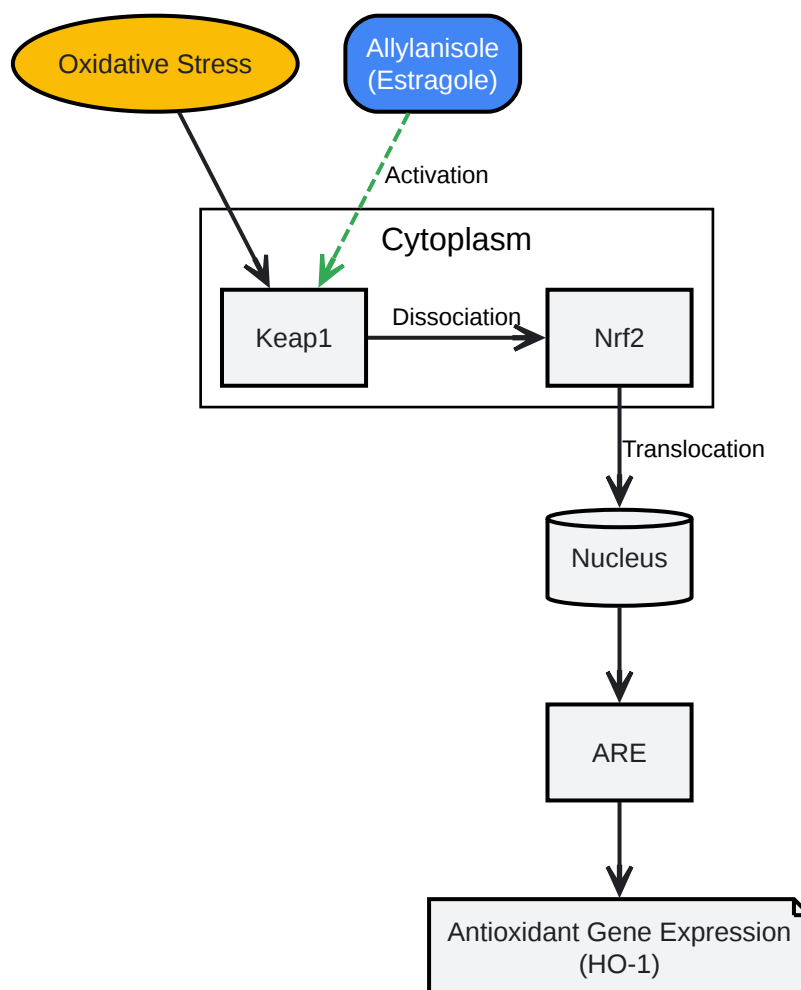 Oxidative Stress
Allylanisole
(Estragole)
Activation
Cytoplasm
Keap1
Dissociation
Nrf2
Translocation
Nucleus
ARE
Antioxidant Gene Expression
(HO-1)